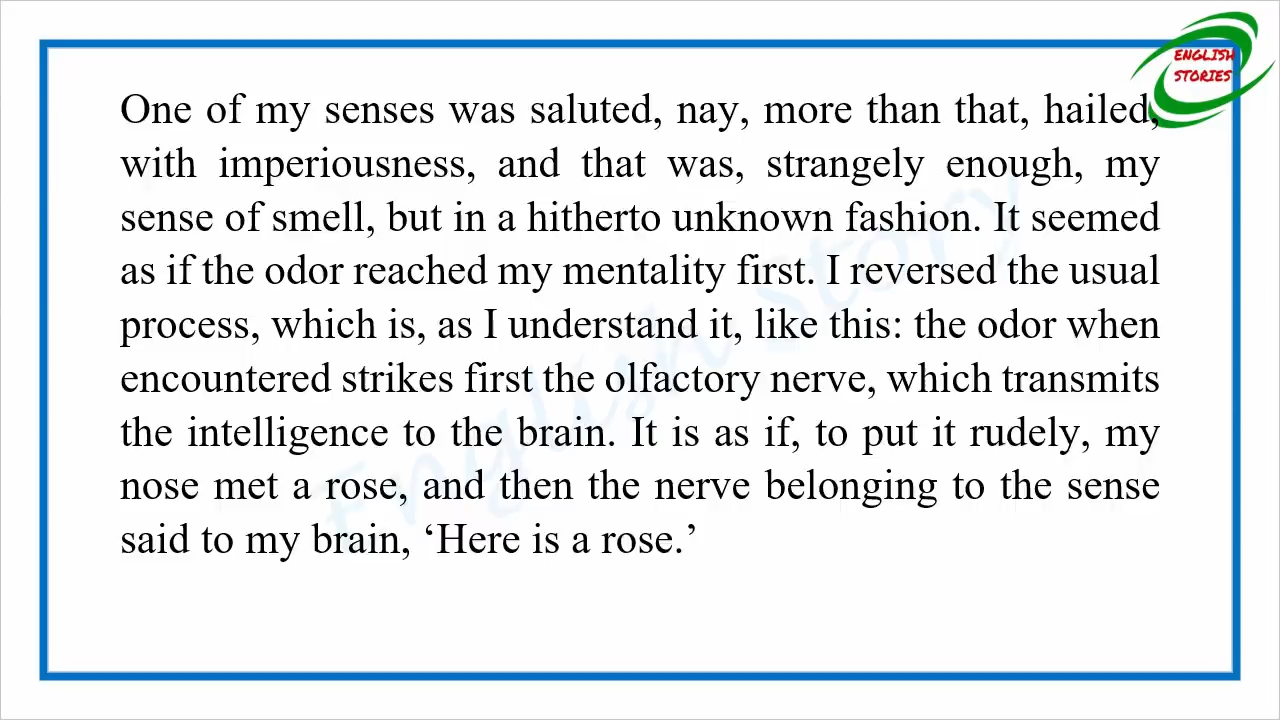 ENGLISH
STORIES
One of my senses was saluted, nay, more than that, hailed,
with imperiousness, and that was, strangely enough, my
sense of smell, but in a hitherto unknown fashion. It seemed
as if the odor reached my mentality first. I reversed the usual
process, which is, as I understand it, like this: the odor when
encountered strikes first the olfactory nerve, which transmits
the intelligence to the brain. It is as if, to put it rudely, my
nose met a rose, and then the nerve belonging to the sense
said to my brain, ‘Here is a rose.’
English Story